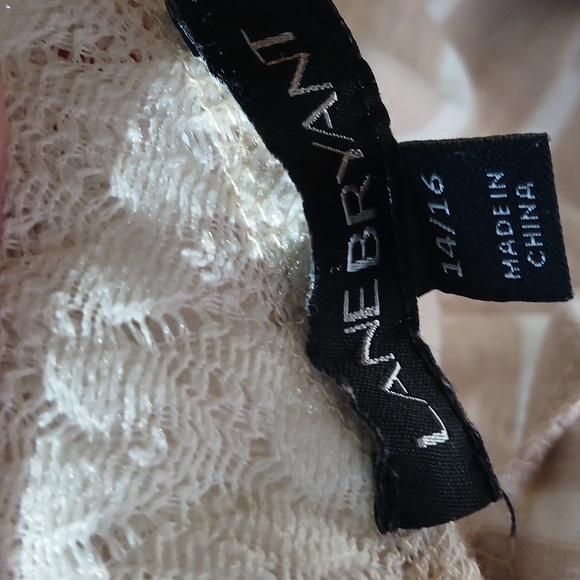 LANE BRYANT
14/16
MADE IN
CHINA